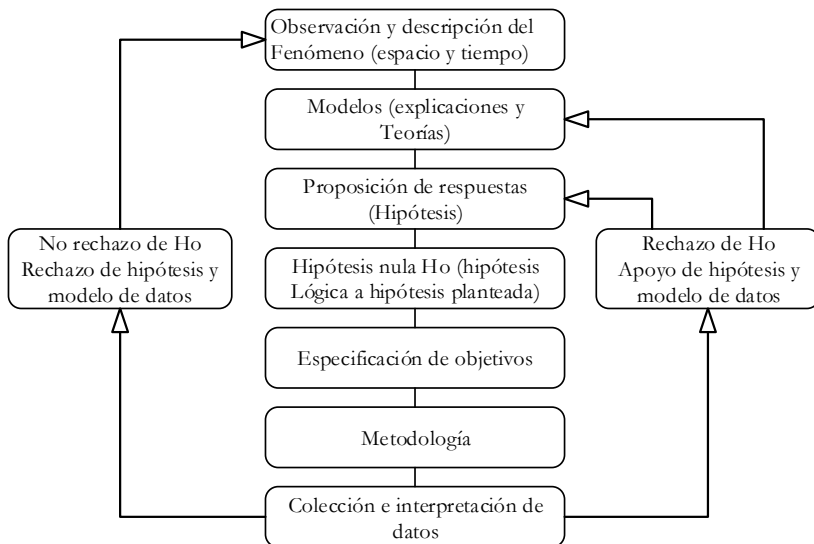 Observación y descripción del
Fenómeno (espacio y tiempo)
Modelos (explicaciones y
Teorías)
Proposición de respuestas
(Hipótesis)
No rechazo de Ho
Rechazo de hipótesis y
modelo de datos
Hipótesis nula Ho (hipótesis
Lógica a hipótesis planteada)
Rechazo de Ho
Apoyo de hipótesis y
modelo de datos
Especificación de objetivos
Metodología
Colección e interpretación de
datos